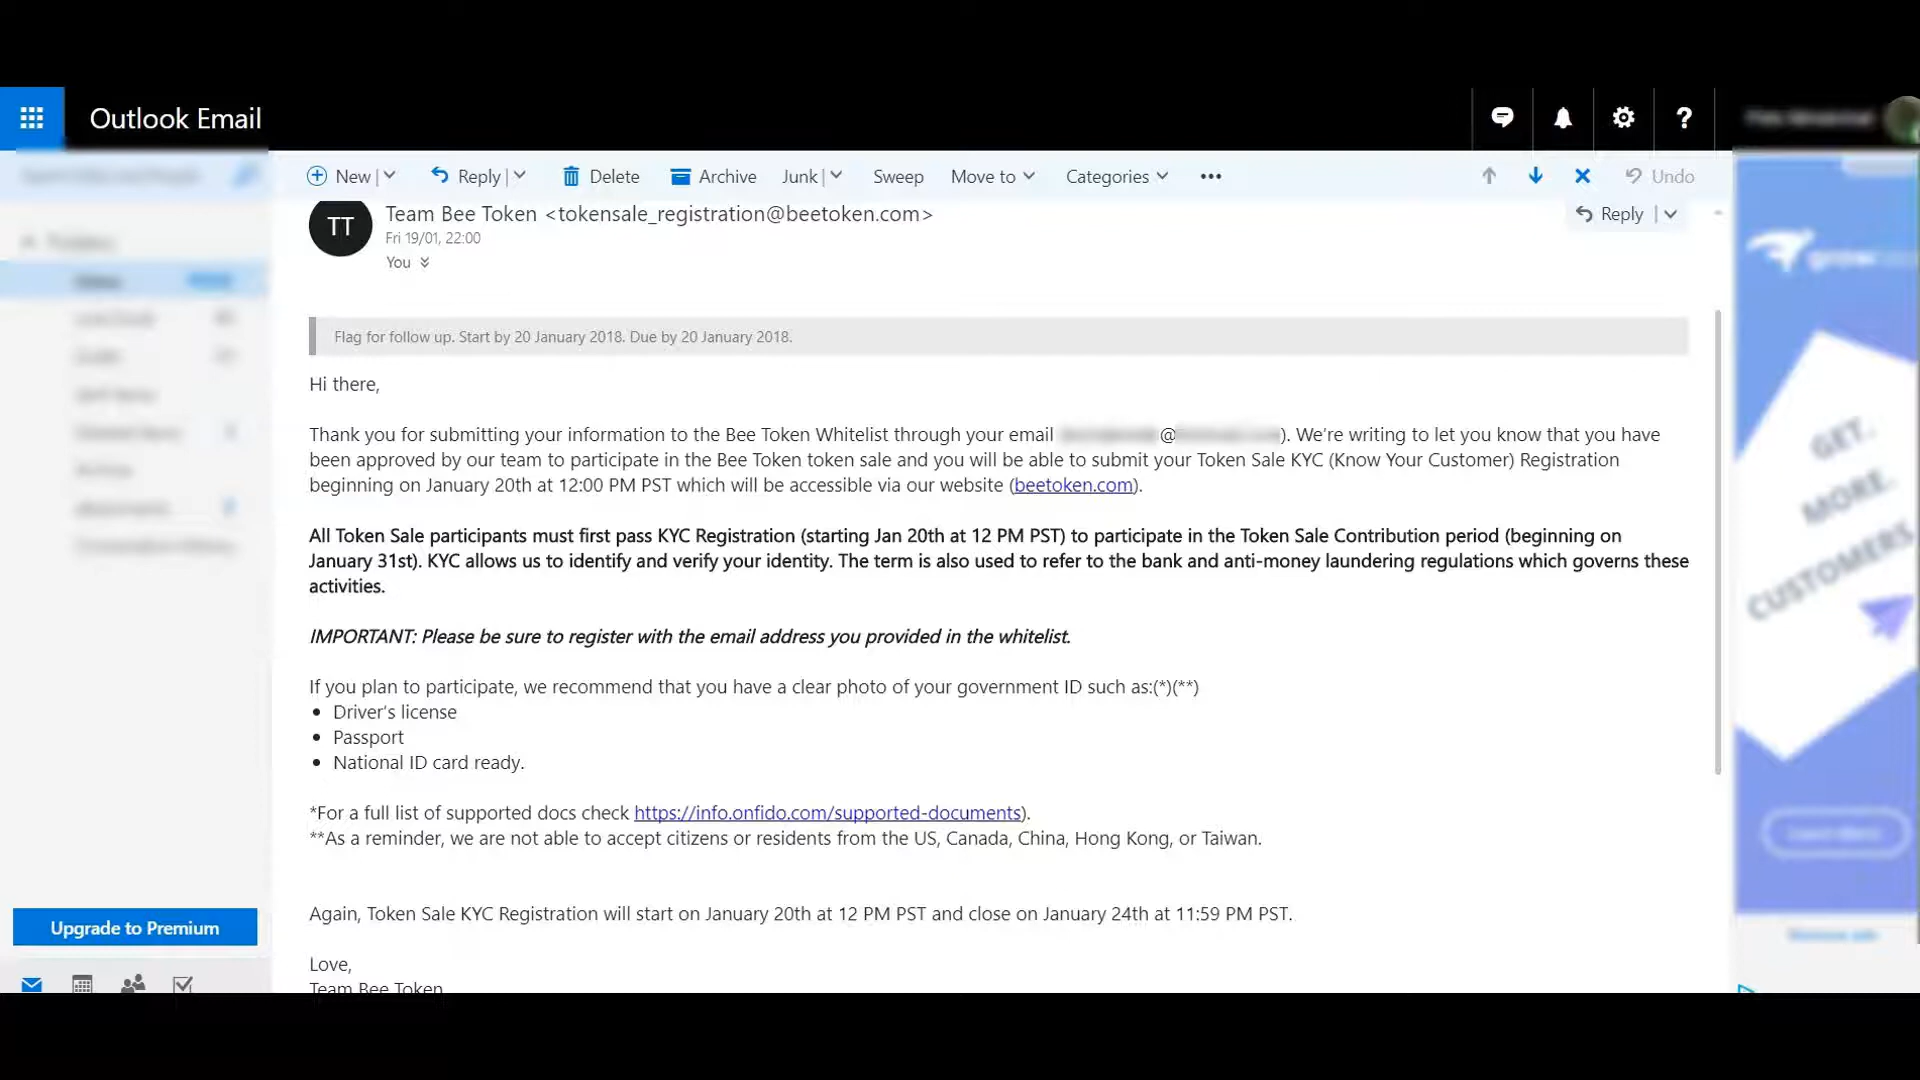 Outlook Email
New
Reply
Delete
Archive
Junk
Sweep
Move to
Categories
Undo
TT
Team Bee Token <tokensale_registration@beetoken.com>
Reply
Fri 19/01, 22:00
You
Flag for follow up. Start by 20 January 2018. Due by 20 January 2018.
Hi there,
Thank you for submitting your information to the Bee Token Whitelist through your email @ ). We're writing to let you know that you have
been approved by our team to participate in the Bee Token token sale and you will be able to submit your Token Sale KYC (Know Your Customer) Registration
beginning on January 20th at 12:00 PM PST which will be accessible via our website (beetoken.com).
All Token Sale participants must first pass KYC Registration (starting Jan 20th at 12 PM PST) to participate in the Token Sale Contribution period (beginning on
January 31st). KYC allows us to identify and verify your identity. The term is also used to refer to the bank and anti-money laundering regulations which governs these
activities.
IMPORTANT: Please be sure to register with the email address you provided in the whitelist.
If you plan to participate, we recommend that you have a clear photo of your government ID such as:(*)(**)
• Driver's license
• Passport
• National ID card ready.
*For a full list of supported docs check https://info.onfido.com/supported-documents).
**As a reminder, we are not able to accept citizens or residents from the US, Canada, China, Hong Kong, or Taiwan.
Again, Token Sale KYC Registration will start on January 20th at 12 PM PST and close on January 24th at 11:59 PM PST.
Love,
Team Bee Token
Upgrade to Premium
GET.
MORE.
CUSTOMERS